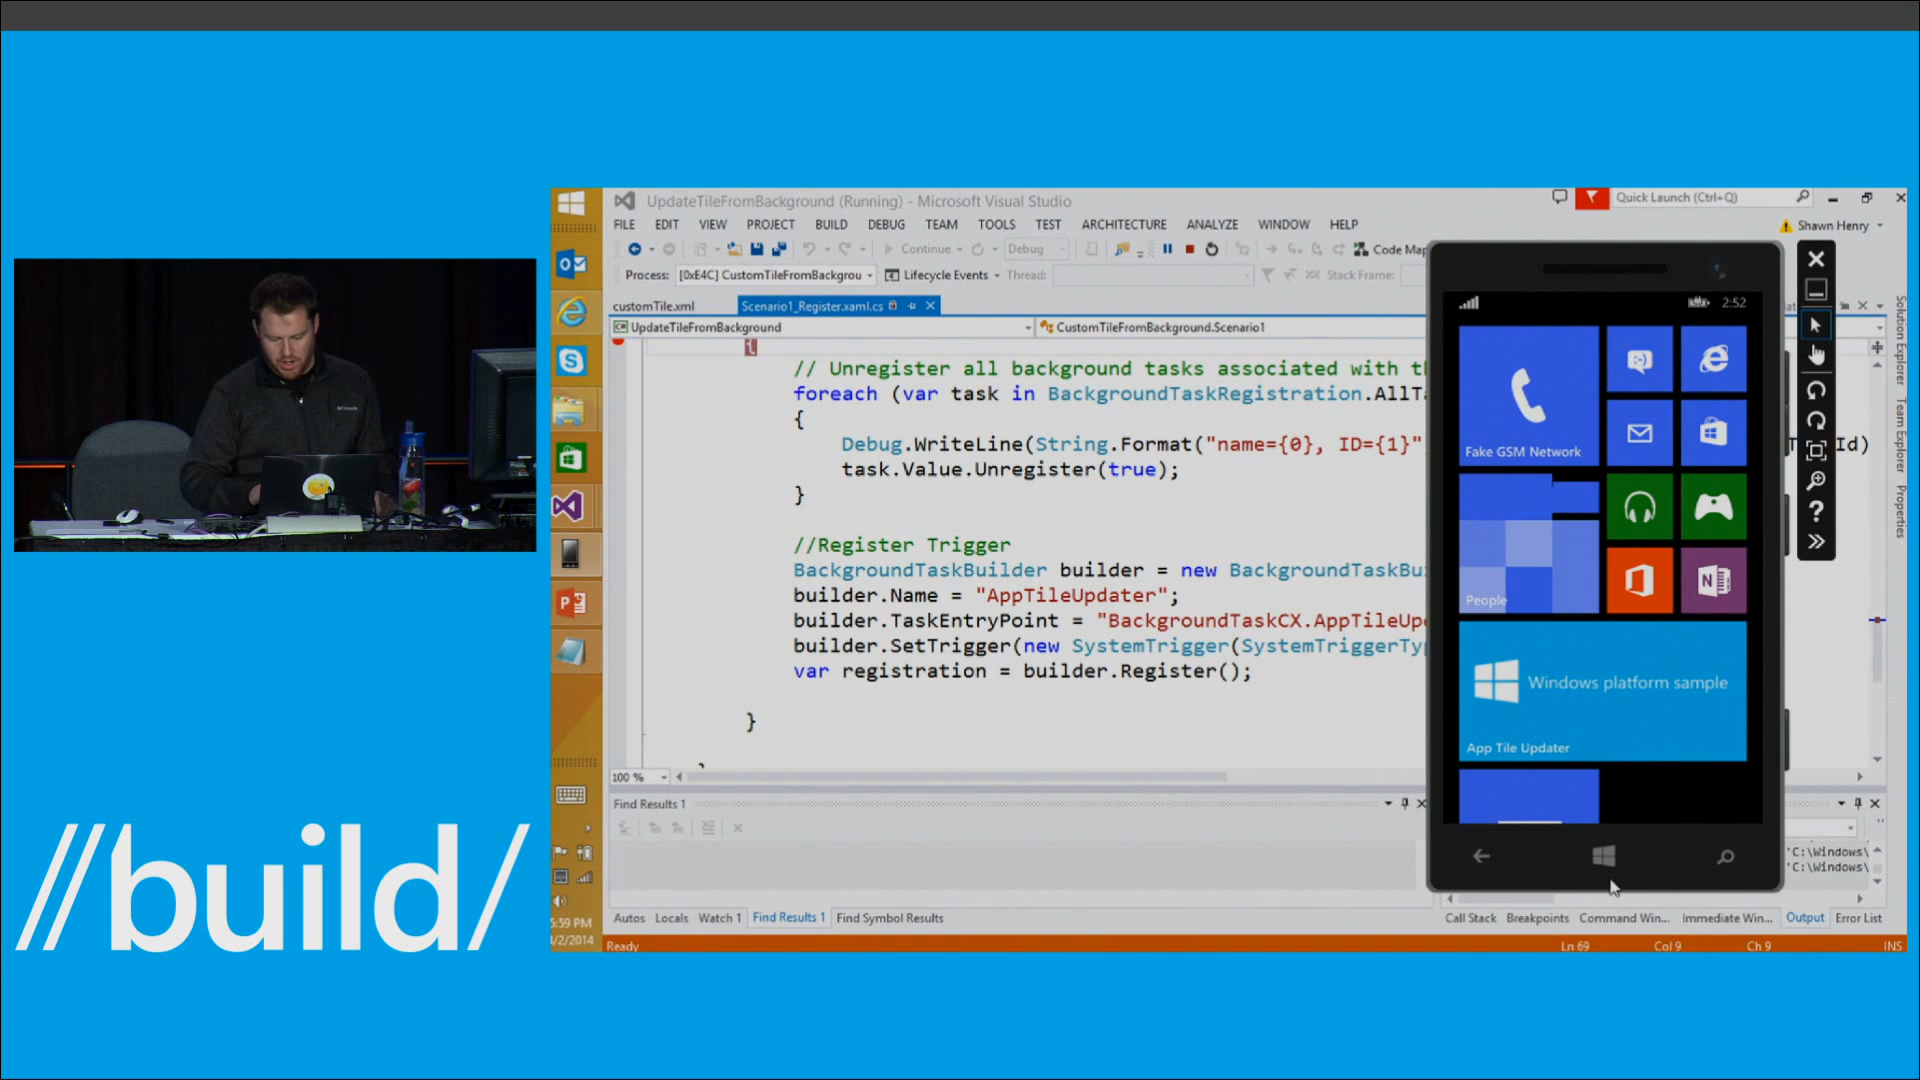 UpdateTileFromBackground (Running) - Microsoft Visual Studio
Quick Launch (Ctrl+Q)
FILE EDIT VIEW PROJECT BUILD DEBUG TEAM TOOLS TEST ARCHITECTURE ANALYZE WINDOW HELP
Shawn Henry
Continue Debug Code Map
Process: [0xE4C] CustomTileFromBackgrou Lifecycle Events Thread: Stack Frame:
customTile.xml Scenario1_Register.xaml.cs
UpdateTileFromBackground CustomTileFromBackground.Scenario1
{
// Unregister all background tasks associated with t
foreach (var task in BackgroundTaskRegistration.AllTa
{
Debug.WriteLine(String.Format("name={0}, ID={1}" Id)
task.Value.Unregister(true);
}
//Register Trigger
BackgroundTaskBuilder builder = new BackgroundTaskBui
builder.Name = "AppTileUpdater";
builder.TaskEntryPoint = "BackgroundTaskCX.AppTileUp
builder.SetTrigger(new SystemTrigger(SystemTriggerTy
var registration = builder.Register();
}
100 %
Find Results 1
Autos Locals Watch 1 Find Results 1 Find Symbol Results
Call Stack Breakpoints Command Win... Immediate Win... Output Error List
Ready Ln 69 Col 9 Ch 9 INS
'C:\Windows\
'C:\Windows\
Solution Explorer
Team Explorer
Properties
2:52
Fake GSM Network
People
Windows platform sample
App Tile Updater
5:59 PM
4/2/2014
//build/